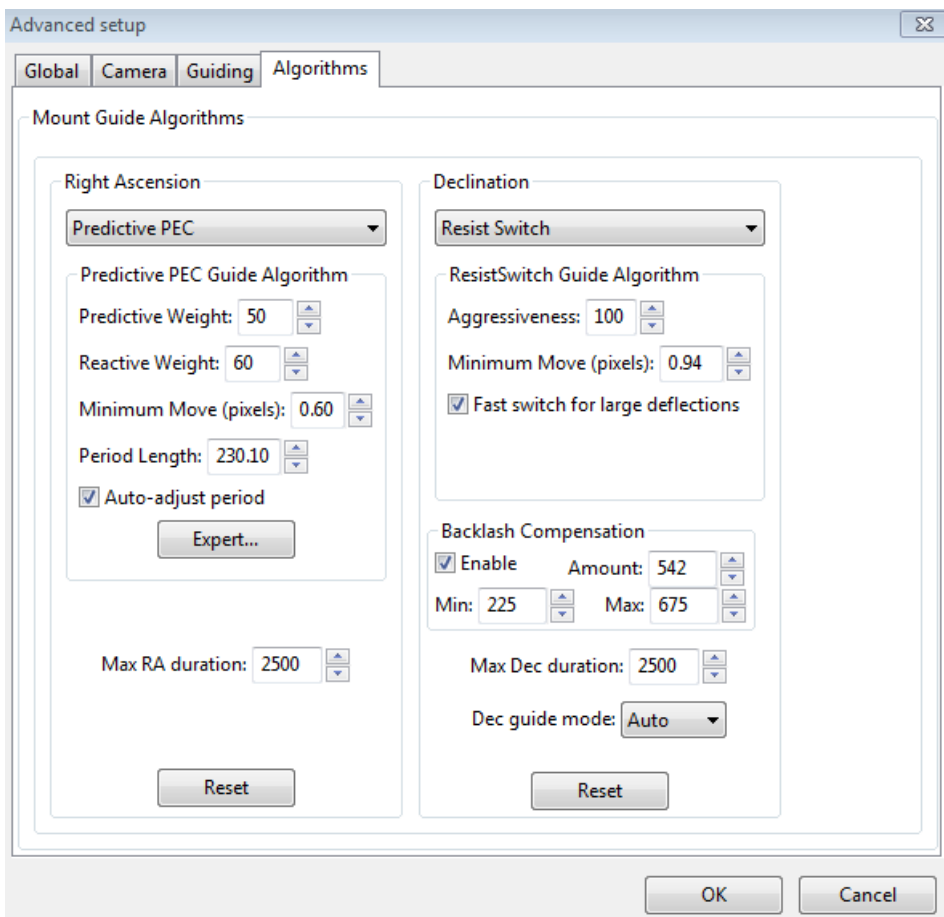 Advanced setup
Global Camera Guiding Algorithms
Mount Guide Algorithms
Right Ascension
Predictive PEC
Predictive PEC Guide Algorithm
Predictive Weight: 50
Reactive Weight: 60
Minimum Move (pixels): 0.60
Period Length: 230.10
Auto-adjust period
Expert...
Max RA duration: 2500
Reset
Declination
Resist Switch
ResistSwitch Guide Algorithm
Aggressiveness: 100
Minimum Move (pixels): 0.94
Fast switch for large deflections
Backlash Compensation
Enable Amount: 542
Min: 225 Max: 675
Max Dec duration: 2500
Dec guide mode: Auto
Reset
OK Cancel